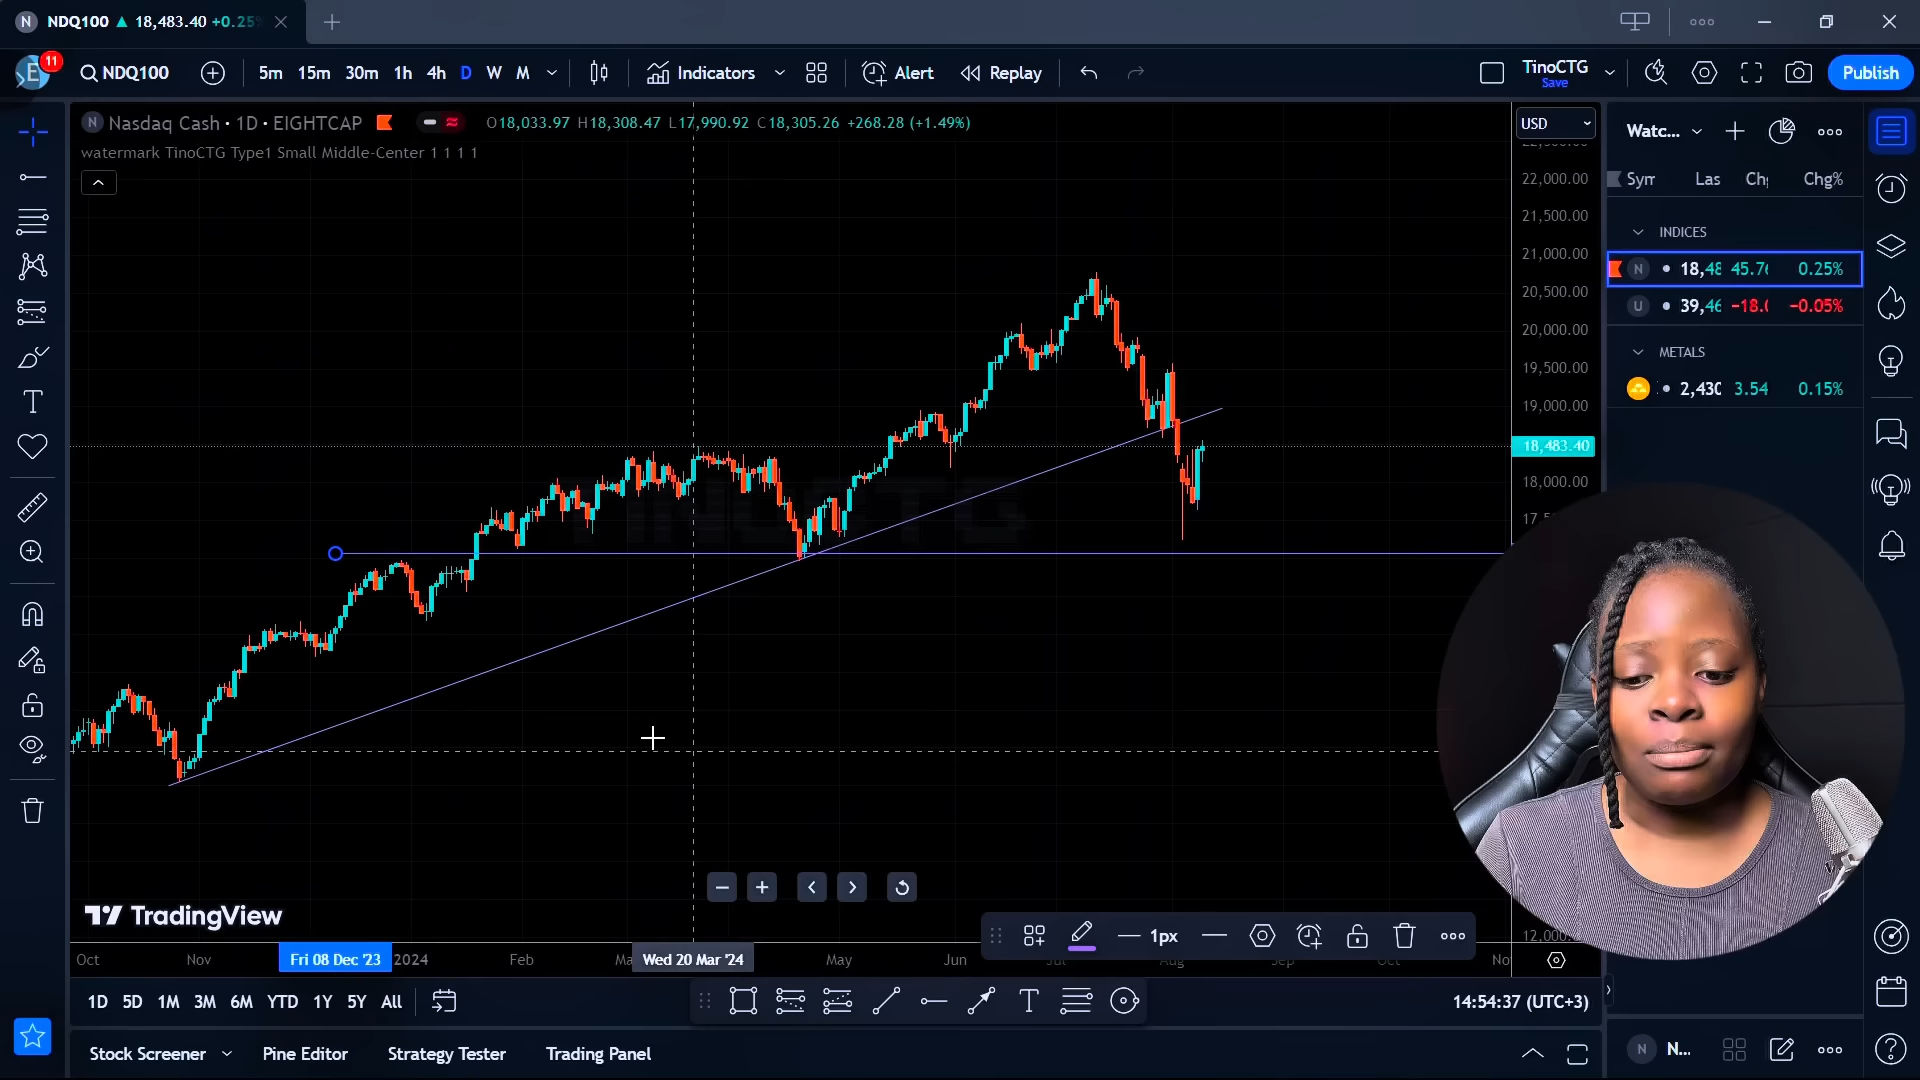 N NDQ100 ▲ 18,483.40 +0.25%
E 11 NDQ100 5m 15m 30m 1h 4h D W M Indicators Alert Replay TinoCTG Save Publish
N Nasdaq Cash · 1D · EIGHTCAP O18,033.97 H18,308.47 L17,990.92 C18,305.26 +268.28 (+1.49%)
watermark TinoCTG Type1 Small Middle-Center 1 1 1 1
USD
22,000.00
21,500.00
21,000.00
20,500.00
20,000.00
19,500.00
19,000.00
18,483.40
18,000.00
Watc...
Sym Las Chg Chg%
INDICES
N 18,48 45.76 0.25%
U 39,46 −18.0 −0.05%
METALS
2,430 3.54 0.15%
TINOCTG
TradingView
1px
12,000.00
Oct Nov Fri 08 Dec '23 2024 Feb Wed 20 Mar '24 May Jun Jul Aug Sep Oct
1D 5D 1M 3M 6M YTD 1Y 5Y All
14:54:37 (UTC+3)
Stock Screener Pine Editor Strategy Tester Trading Panel
N N...